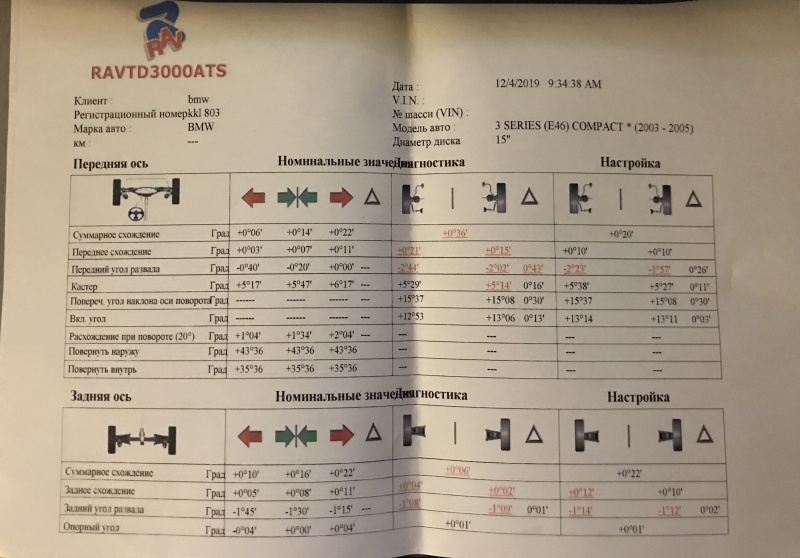 RAV
RAVTD3000ATS
Клиент : bmw
Регистрационный номерkkl 803
Марка авто : BMW
км : ---
Дата : 12/4/2019 9:34:38 AM
V.I.N. :
№ шасси (VIN) :
Модель авто : 3 SERIES (E46) COMPACT * (2003 - 2005)
Диаметр диска 15"
Передняя ось Номинальные значения Диагностика Настройка
Суммарное схождение Град +0°06' +0°14' +0°22' +0°36' +0°20'
Переднее схождение Град +0°03' +0°07' +0°11' +0°21' +0°15' +0°10' +0°10'
Передний угол развала Град -0°40' -0°20' +0°00' --- -2°44' -2°02' 0°43' -2°23' -1°57' 0°26'
Кастер Град +5°17' +5°47' +6°17' --- +5°29' +5°14' 0°16' +5°38' +5°27' 0°11'
Попереч. угол наклона оси поворота Град ------ ------ ------ --- +15°37 +15°08 0°30' +15°37 +15°08 0°30'
Вкл. угол Град ------ ------ ------ --- +12°53 +13°06 0°13' +13°14 +13°11 0°03'
Расхождение при повороте (20°) Град +1°04' +1°34' +2°04' --- --- --- --- ---
Повернуть наружу Град +43°36 +43°36 +43°36 --- --- --- ---
Повернуть внутрь Град +35°36 +35°36 +35°36 --- --- --- ---
Задняя ось Номинальные значения Диагностика Настройка
Суммарное схождение Град +0°10' +0°16' +0°22' +0°06' +0°22'
Заднее схождение Град +0°05' +0°08' +0°11' +0°04' +0°02' +0°12' +0°10'
Задний угол развала Град -1°45' -1°30' -1°15' --- -1°08' -1°09' 0°01' -1°14' -1°12' 0°02'
Опорный угол Град -0°04' +0°00' +0°04' +0°01' +0°01'